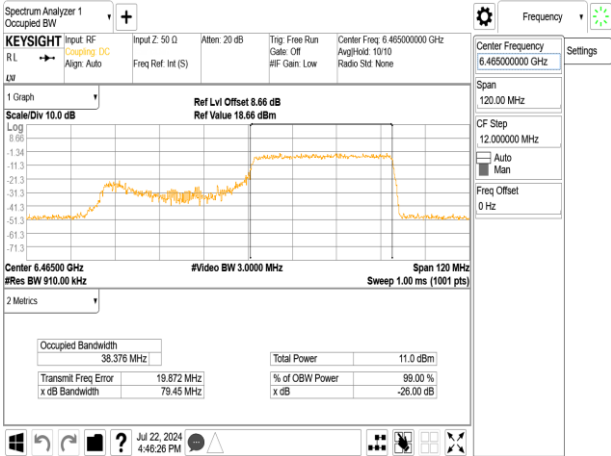 Spectrum Analyzer 1
Occupied BW
KEYSIGHT
RL
Input: RF
Coupling: DC
Align: Auto
Input Z: 50 Ω
Freq Ref: Int (S)
Atten: 20 dB
Trig: Free Run
Gate: Off
#IF Gain: Low
Center Freq: 6.465000000 GHz
Avg|Hold: 10/10
Radio Std: None
1 Graph
Scale/Div 10.0 dB
Ref Lvl Offset 8.66 dB
Ref Value 18.66 dBm
Log
8.66
-1.34
-11.3
-21.3
-31.3
-41.3
-51.3
-61.3
-71.3
Center 6.46500 GHz
#Res BW 910.00 kHz
#Video BW 3.0000 MHz
Span 120 MHz
Sweep 1.00 ms (1001 pts)
2 Metrics
Occupied Bandwidth
38.376 MHz
Transmit Freq Error 19.872 MHz
x dB Bandwidth 79.45 MHz
Total Power 11.0 dBm
% of OBW Power 99.00 %
x dB -26.00 dB
Jul 22, 2024
4:46:26 PM
Frequency
Settings
Center Frequency
6.465000000 GHz
Span
120.00 MHz
CF Step
12.000000 MHz
Auto
Man
Freq Offset
0 Hz